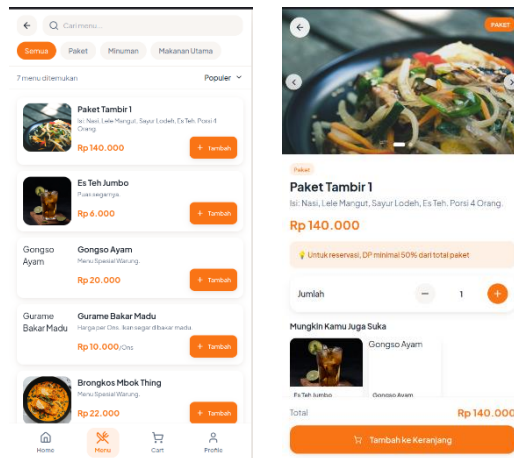 Cari menu...
Semua
Paket
Minuman
Makanan Utama
7 menu ditemukan
Populer
Paket Tambir 1
Isi: Nasi, Lele Mangut, Sayur Lodeh, Es Teh. Porsi 4
Orang.
Rp 140.000
+ Tambah
Es Teh Jumbo
Puas segarnya
Rp 6.000
+ Tambah
Gongso
Ayam
Gongso Ayam
Menu Spesial Warung.
Rp 20.000
+ Tambah
Gurame
Bakar Madu
Gurame Bakar Madu
Harga per Ons. Ikan segar dibakar madu.
Rp 10.000/Ons
+ Tambah
Brongkos Mbok Thing
Menu Spesial Warung.
Rp 22.000
+ Tambah
Home
Menu
Cart
Profile
PAKET
Paket
Paket Tambir 1
Isi: Nasi, Lele Mangut, Sayur Lodeh, Es Teh. Porsi 4 Orang.
Rp 140.000
Untuk reservasi, DP minimal 50% dari total paket
Jumlah
− 1 +
Mungkin Kamu Juga Suka
Gongso Ayam
Es Teh Jumbo
Gongso Ayam
Total
Rp 140.000
Tambah ke Keranjang